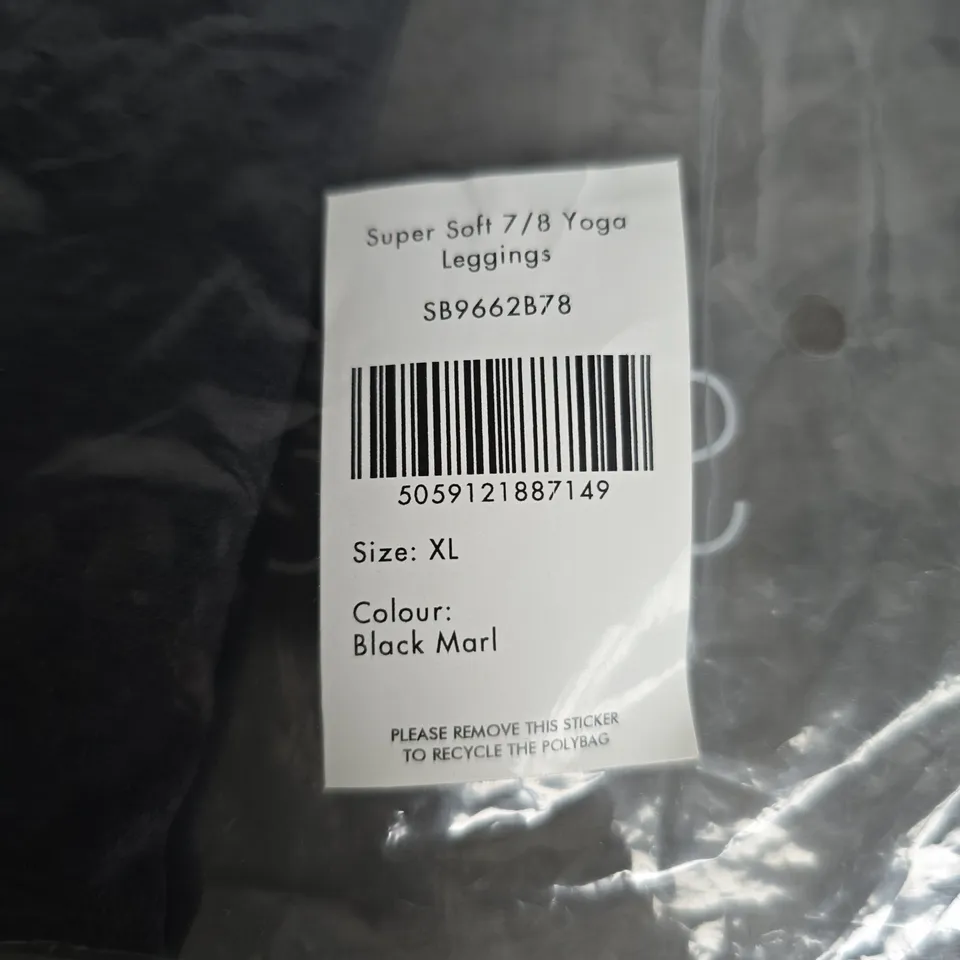 Super Soft 7/8 Yoga
Leggings
SB9662B78
5059121887149
Size: XL
Colour:
Black Marl
PLEASE REMOVE THIS STICKER
TO RECYCLE THE POLYBAG